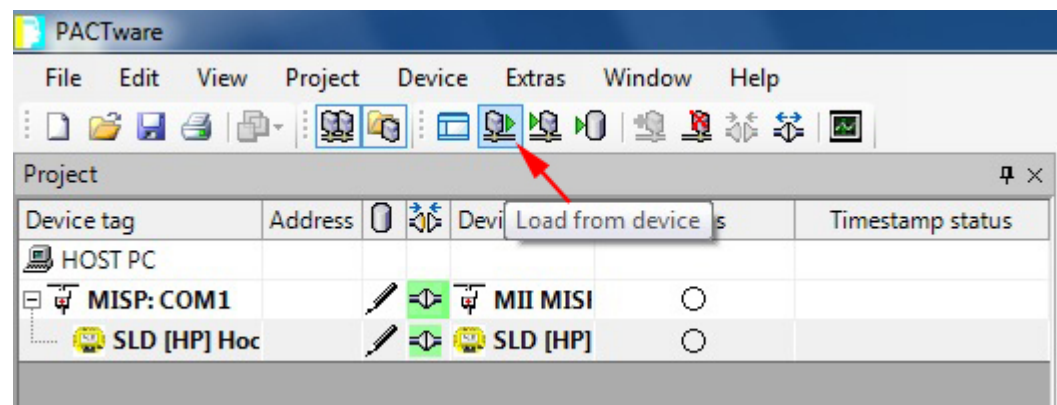 PACTware
File Edit View Project Device Extras Window Help
Project
Device tag Address Devi Load from device s Timestamp status
HOST PC
MISP: COM1 MII MISI
SLD [HP] Hoc SLD [HP]